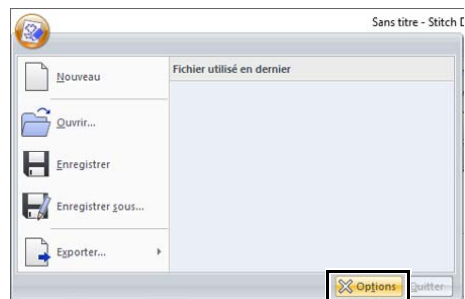 Sans titre - Stitch D
Nouveau
Fichier utilisé en dernier
Ouvrir...
Enregistrer
Enregistrer sous...
Exporter...
Options
Quitter